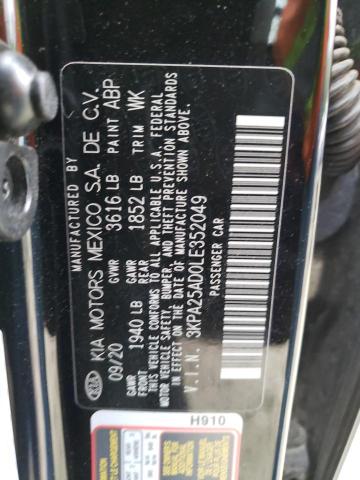 MANUFACTURED BY
KIA MOTORS MEXICO S.A. DE C.V.
09/20 GVWR 3616 LB PAINT ABP
GAWR FRONT 1940 LB GAWR REAR 1852 LB TRIM WK
THIS VEHICLE CONFORMS TO ALL APPLICABLE U.S.A. FEDERAL
MOTOR VEHICLE SAFETY, BUMPER, AND THEFT PREVENTION STANDARDS
IN EFFECT ON THE DATE OF MANUFACTURE SHOWN ABOVE.
V.I.N. 3KPA25AD0LE352049
PASSENGER CAR
H910